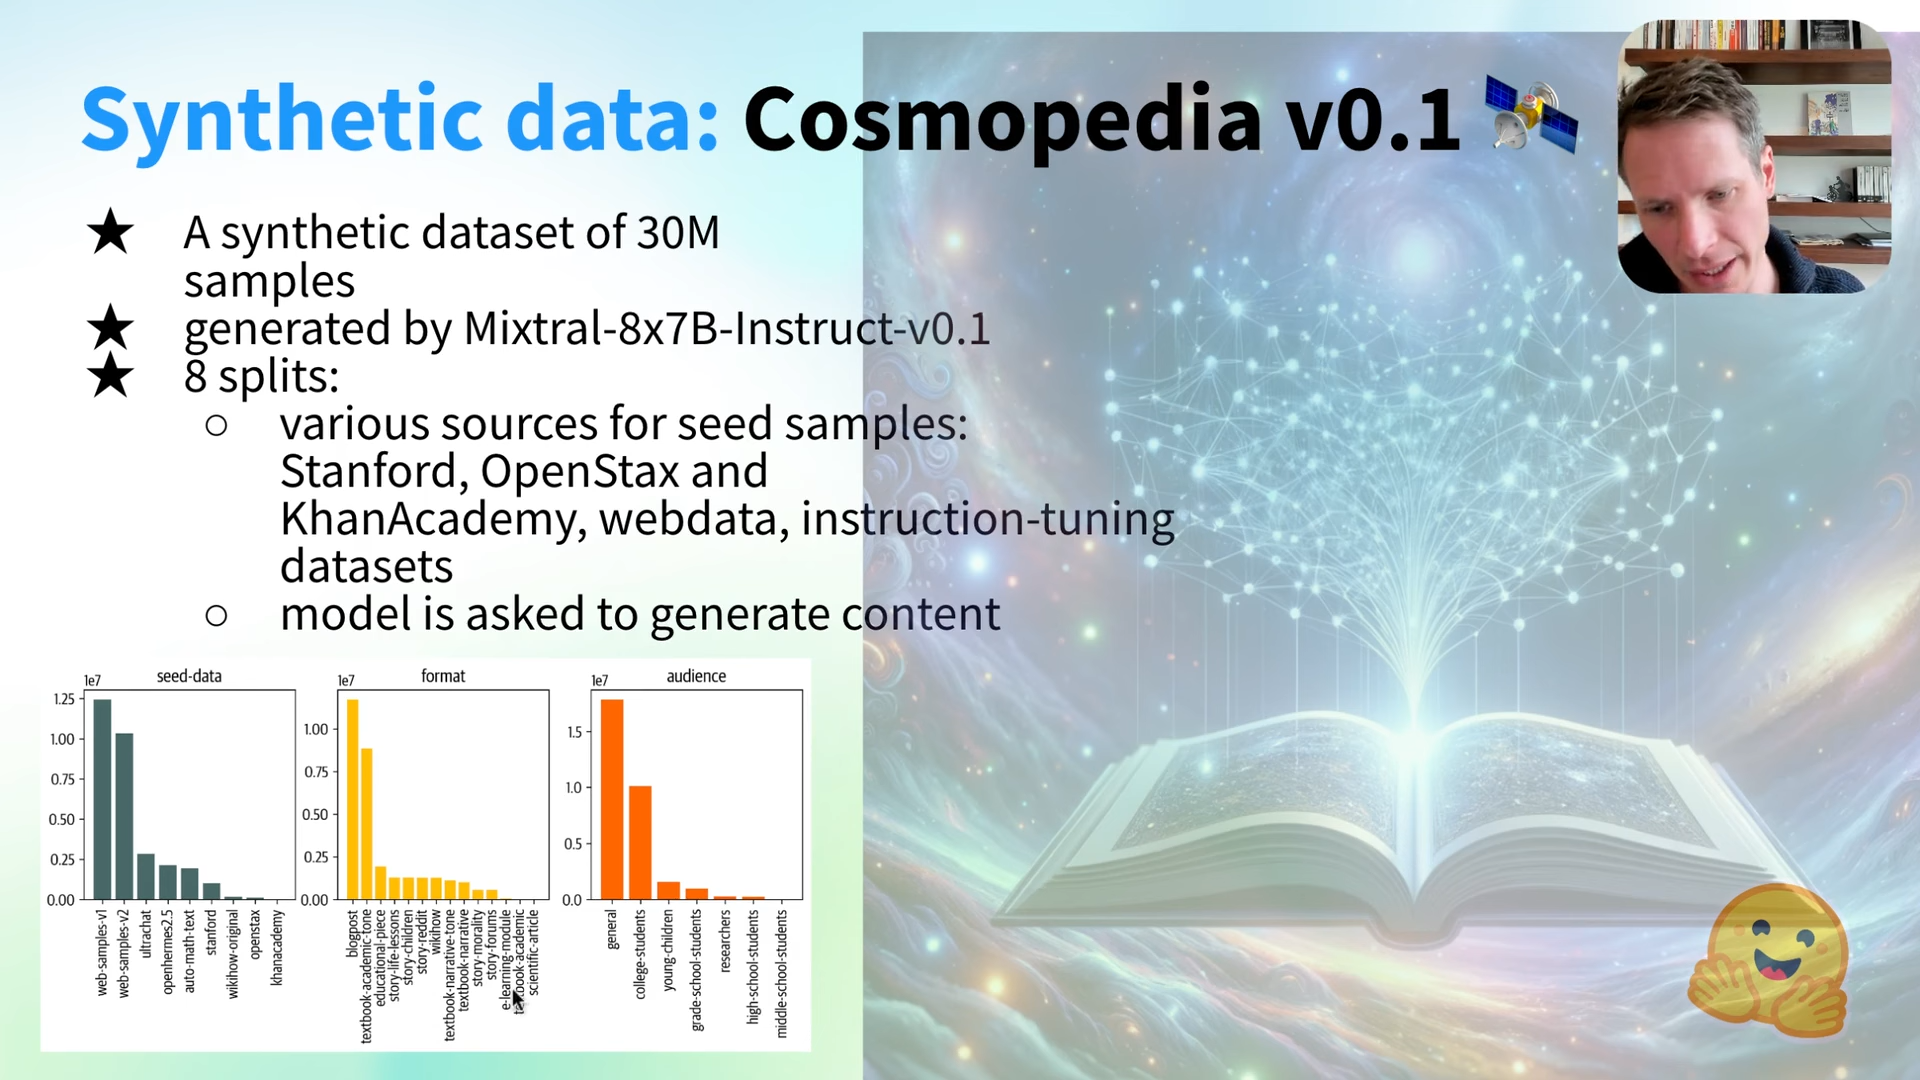 Synthetic data: Cosmopedia v0.1
A synthetic dataset of 30M
samples
generated by Mixtral-8x7B-Instruct-v0.1
8 splits:
various sources for seed samples:
Stanford, OpenStax and
KhanAcademy, webdata, instruction-tuning
datasets
model is asked to generate content
seed-data
1e7
1.25
1.00
0.75
0.50
0.25
0.00
web-samples-v1
web-samples-v2
ultrachat
openhermes2.5
auto-math-text
stanford
wikihow-original
openstax
khanacademy
format
1e7
1.00
0.75
0.50
0.25
0.00
blogpost
textbook-academic-tone
educational-piece
story-life-lessons
story-children
story-reddit
wikihow
textbook-narrative-tone
textbook-narrative
story-morality
story-forums
e-learning-module
textbook-academic
scientific-article
audience
1e7
1.5
1.0
0.5
0.0
general
college-students
young-children
grade-school-students
researchers
high-school-students
middle-school-students